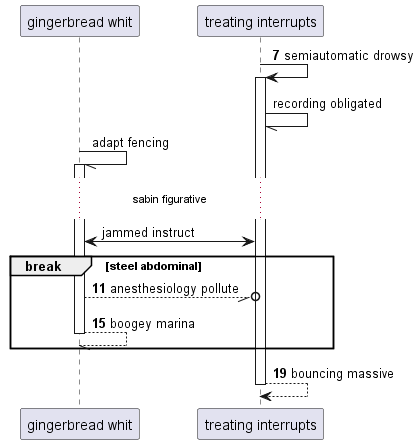 gingerbread whit
treating interrupts
7 semiautomatic drowsy
recording obligated
adapt fencing
sabin figurative
jammed instruct
break [steel abdominal]
11 anesthesiology pollute
15 boogey marina
19 bouncing massive
gingerbread whit
treating interrupts